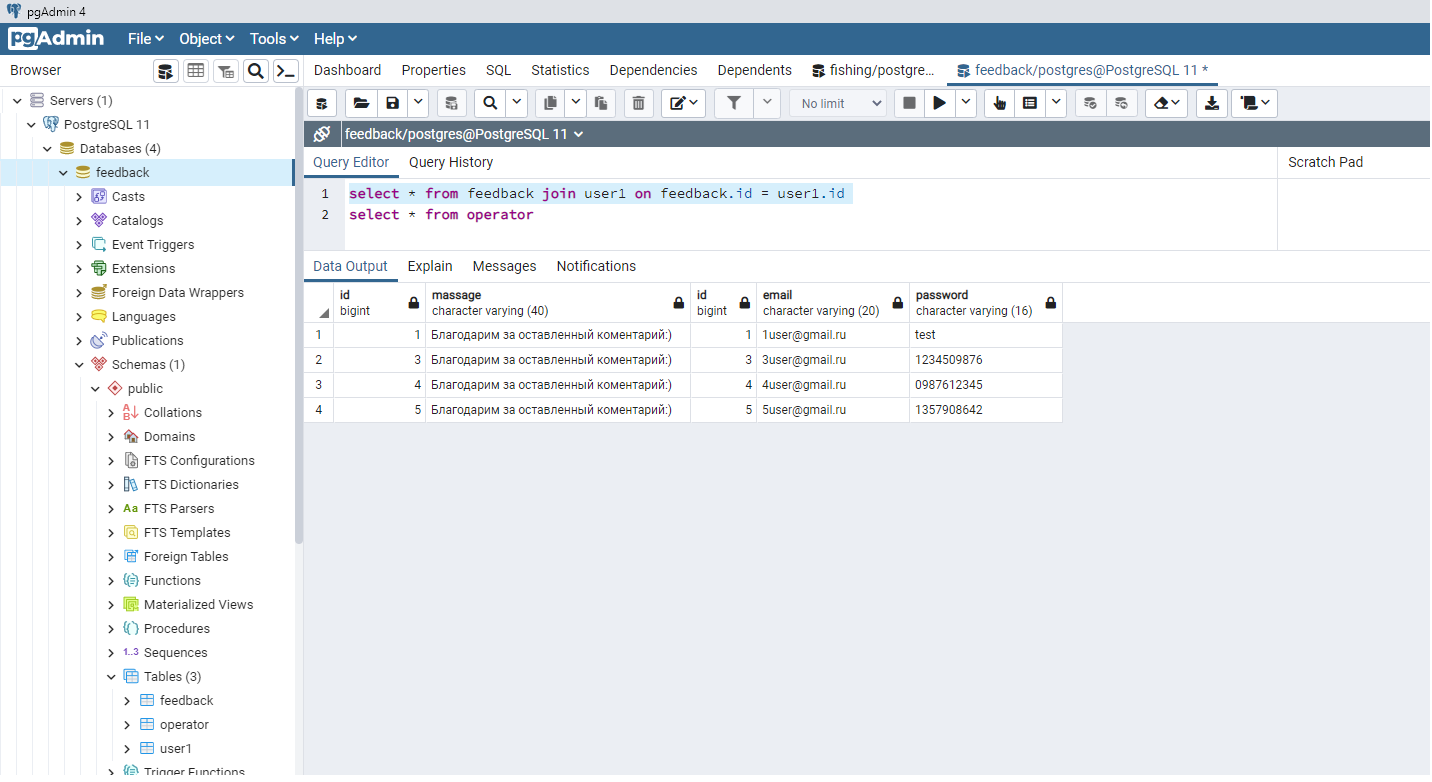 pgAdmin 4
pgAdmin File Object Tools Help
Browser
Dashboard Properties SQL Statistics Dependencies Dependents fishing/postgre... feedback/postgres@PostgreSQL 11 *
No limit
feedback/postgres@PostgreSQL 11
Query Editor Query History Scratch Pad
1 select * from feedback join user1 on feedback.id = user1.id
2 select * from operator
Data Output Explain Messages Notifications
id massage id email password
bigint character varying (40) bigint character varying (20) character varying (16)
1 1 Благодарим за оставленный коментарий:) 1 1user@gmail.ru test
2 3 Благодарим за оставленный коментарий:) 3 3user@gmail.ru 1234509876
3 4 Благодарим за оставленный коментарий:) 4 4user@gmail.ru 0987612345
4 5 Благодарим за оставленный коментарий:) 5 5user@gmail.ru 1357908642
Servers (1)
PostgreSQL 11
Databases (4)
feedback
Casts
Catalogs
Event Triggers
Extensions
Foreign Data Wrappers
Languages
Publications
Schemas (1)
public
Collations
Domains
FTS Configurations
FTS Dictionaries
Aa FTS Parsers
FTS Templates
Foreign Tables
Functions
Materialized Views
Procedures
1..3 Sequences
Tables (3)
feedback
operator
user1
Trigger Functions